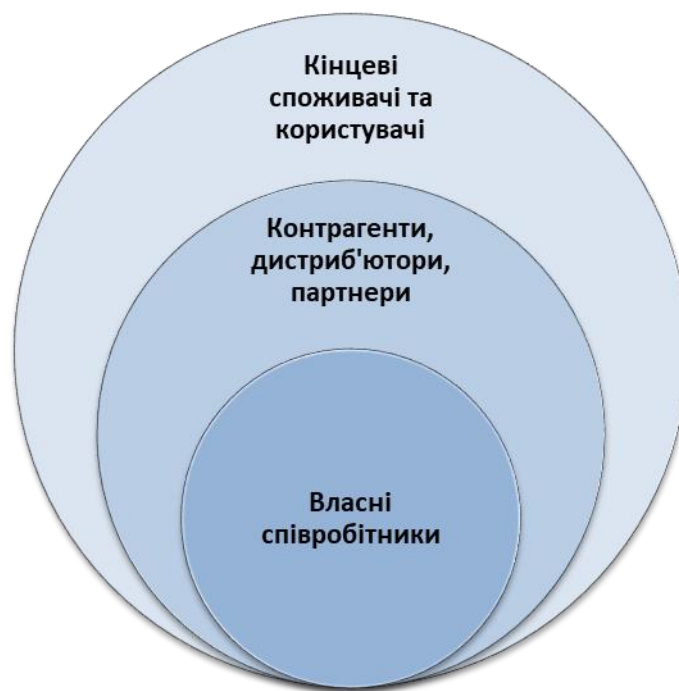 Кінцеві
споживачі та
користувачі
Контрагенти,
дистриб'ютори,
партнери
Власні
співробітники